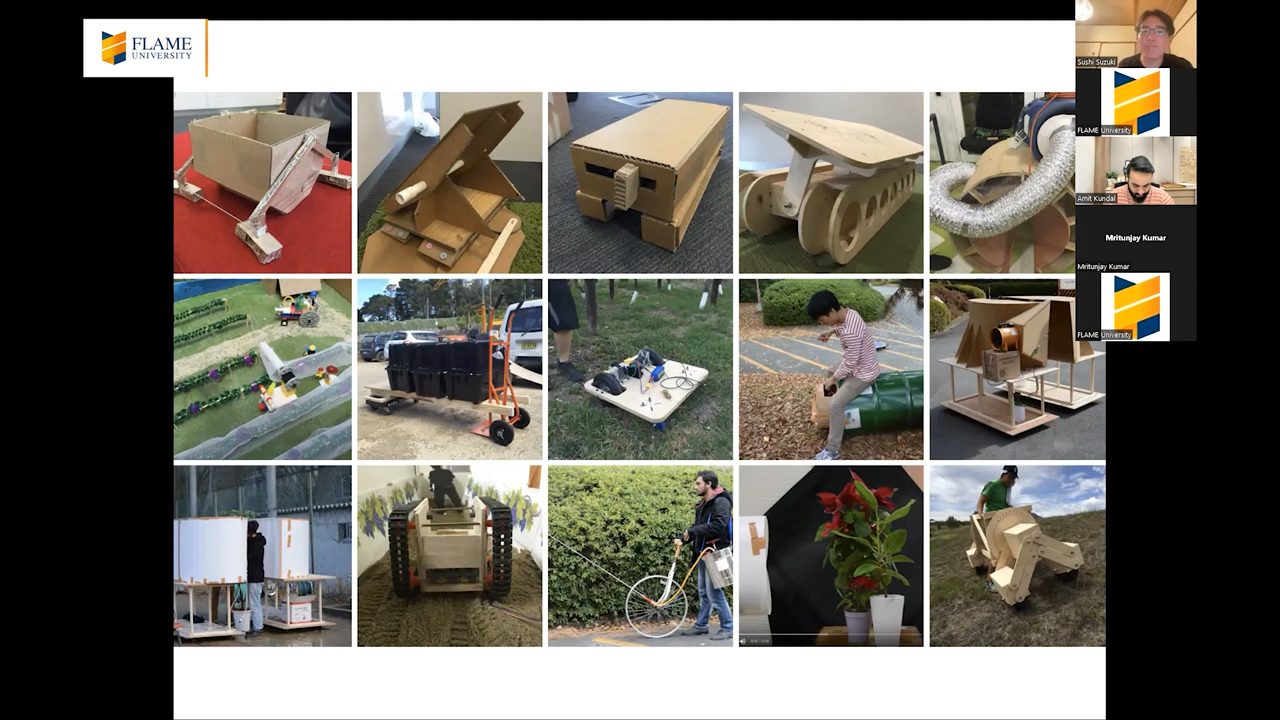 FLAME
UNIVERSITY
Sushi Suzuki
FLAME University
Amit Kundal
Mritunjay Kumar
Mritunjay Kumar
FLAME University